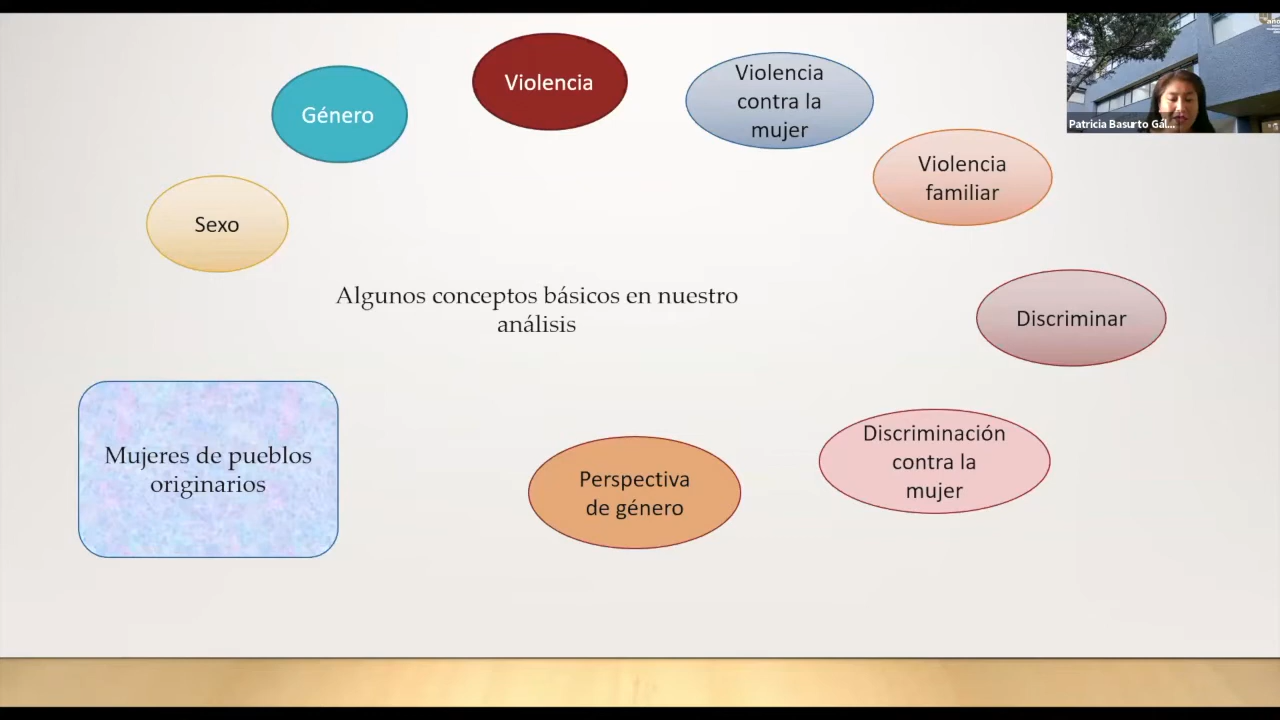 Violencia
Género
Violencia
contra la
mujer
Violencia
familiar
Patricia Basurto Gál...
Sexo
Algunos conceptos básicos en nuestro
análisis
Discriminar
Mujeres de pueblos
originarios
Perspectiva
de género
Discriminación
contra la
mujer